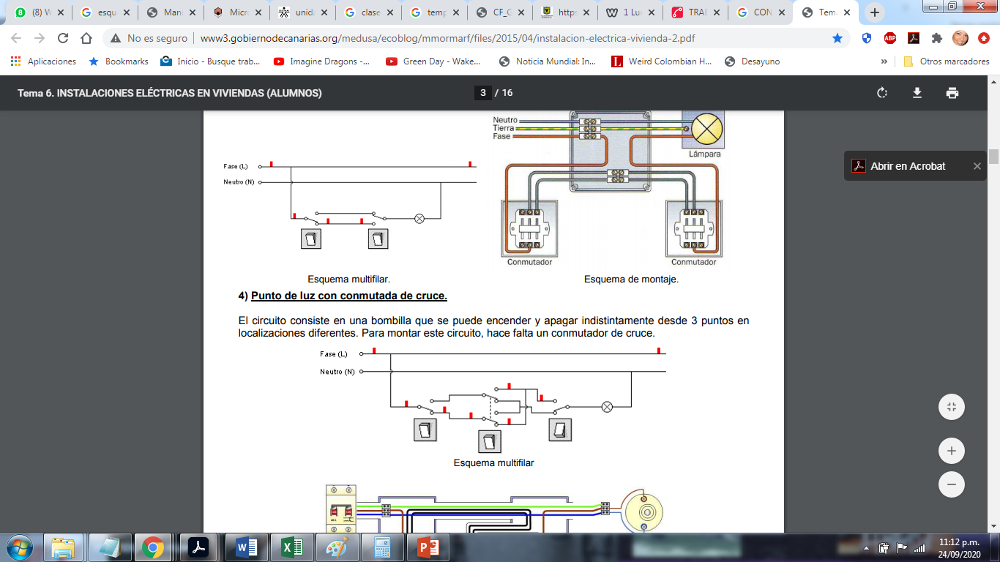 (8) W
esqu
Man
Micr
unid
clase
temp
CF_G
https
1 Lur
TRAE
CON
Tem
No es seguro | www3.gobiernodecanarias.org/medusa/ecoblog/mmormarf/files/2015/04/instalacion-electrica-vivienda-2.pdf
ABP
Aplicaciones
Bookmarks
Inicio - Busque trab...
Imagine Dragons -...
Green Day - Wake...
Noticia Mundial: In...
Weird Colombian H...
Desayuno
»
Otros marcadores
Tema 6. INSTALACIONES ELÉCTRICAS EN VIVIENDAS (ALUMNOS)
3 / 16
Abrir en Acrobat
Neutro
Tierra
Fase
Lámpara
Fase (L)
Neutro (N)
Conmutador
Conmutador
Esquema multifilar.
Esquema de montaje.
4) Punto de luz con conmutada de cruce.
El circuito consiste en una bombilla que se puede encender y apagar indistintamente desde 3 puntos en
localizaciones diferentes. Para montar este circuito, hace falta un conmutador de cruce.
Fase (L)
Neutro (N)
Esquema multifilar
11:12 p.m.
24/09/2020